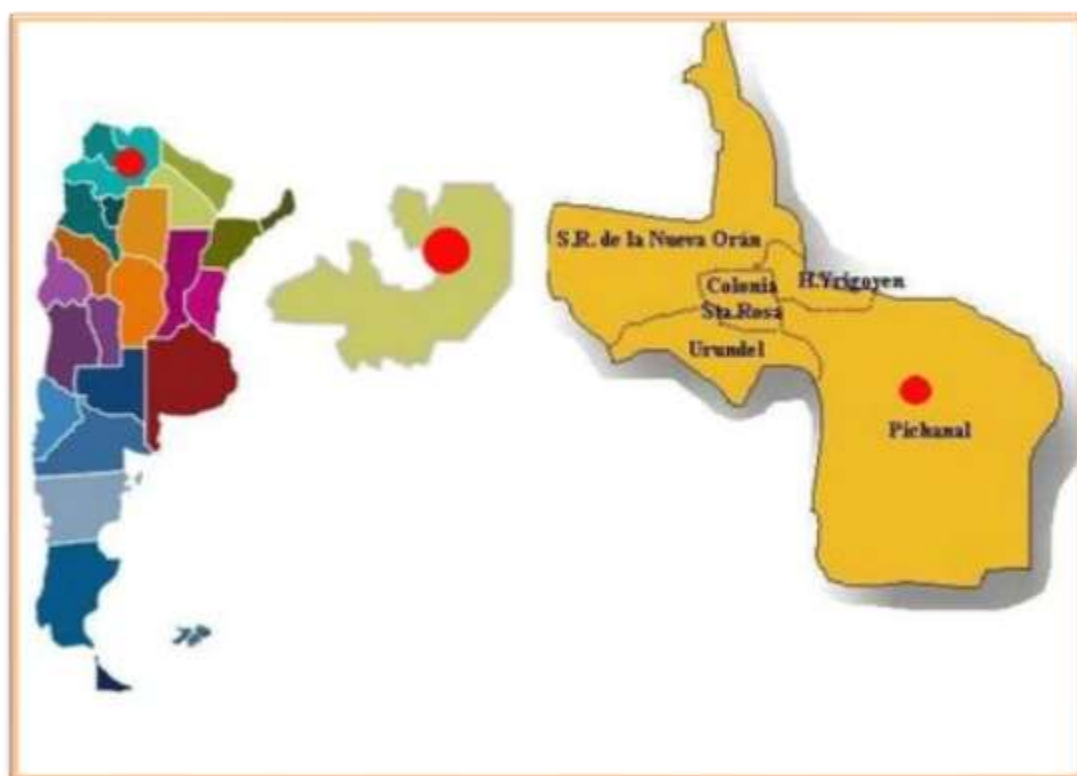 S.R. de la Nueva Orán
Colonia
H.Yrigoyen
Sta.Rosa
Urundel
Pichanal